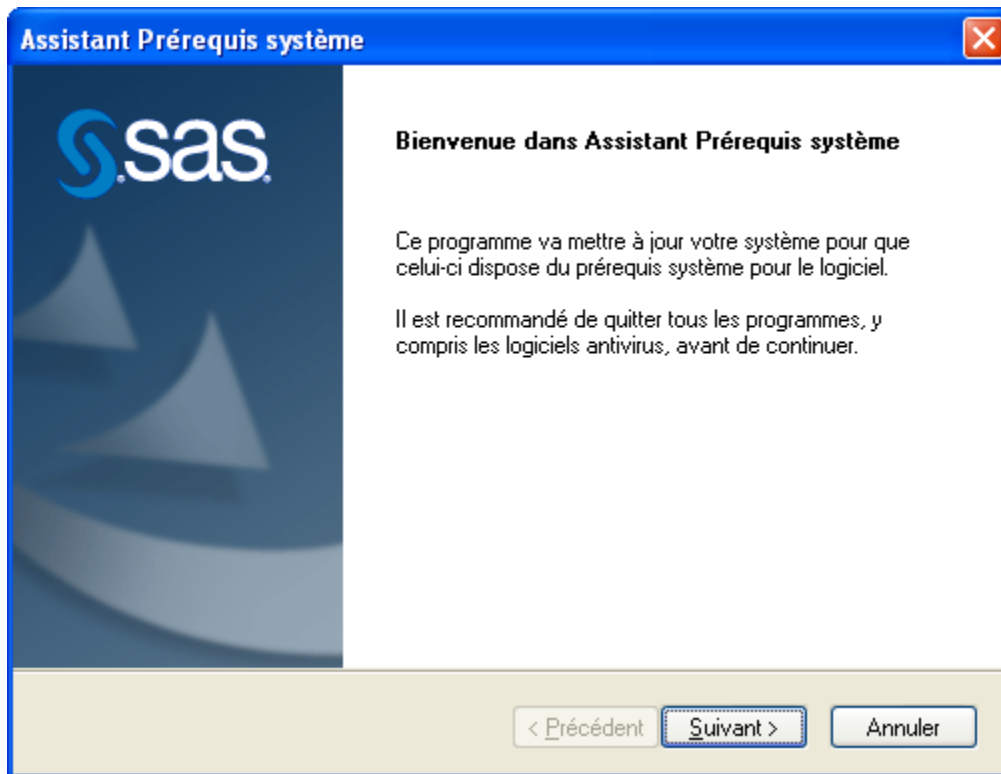 Assistant Prérequis système
sas
Bienvenue dans Assistant Prérequis système
Ce programme va mettre à jour votre système pour que
celui-ci dispose du prérequis système pour le logiciel.
Il est recommandé de quitter tous les programmes, y
compris les logiciels antivirus, avant de continuer.
< Précédent Suivant > Annuler